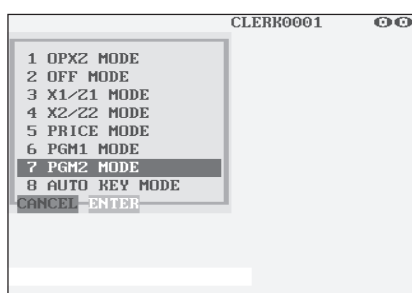 CLERK0001
1 OPXZ MODE
2 OFF MODE
3 X1/Z1 MODE
4 X2/Z2 MODE
5 PRICE MODE
6 PGM1 MODE
7 PGM2 MODE
8 AUTO KEY MODE
CANCEL ENTER